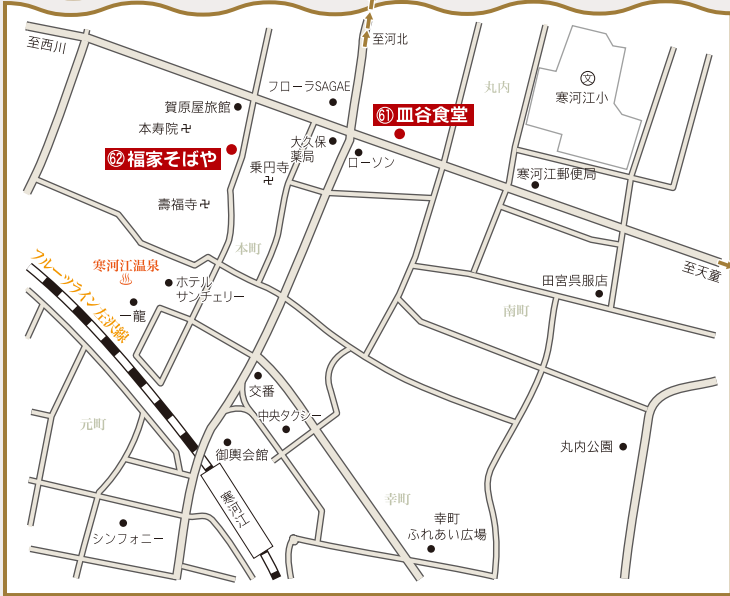 至西川
至河北
フローラSAGAE
丸内
文
寒河江小
賀原屋旅館
61 皿谷食堂
本寿院卍
62 福家そばや
大久保
薬局
ローソン
乗円寺
卍
寒河江郵便局
壽福寺卍
本町
至天童
フルーツライン左沢線
寒河江温泉
ホテル
サンチェリー
一龍
田宮呉服店
南町
交番
中央タクシー
元町
御輿会館
丸内公園
寒河江
幸町
幸町
ふれあい広場
シンフォニー